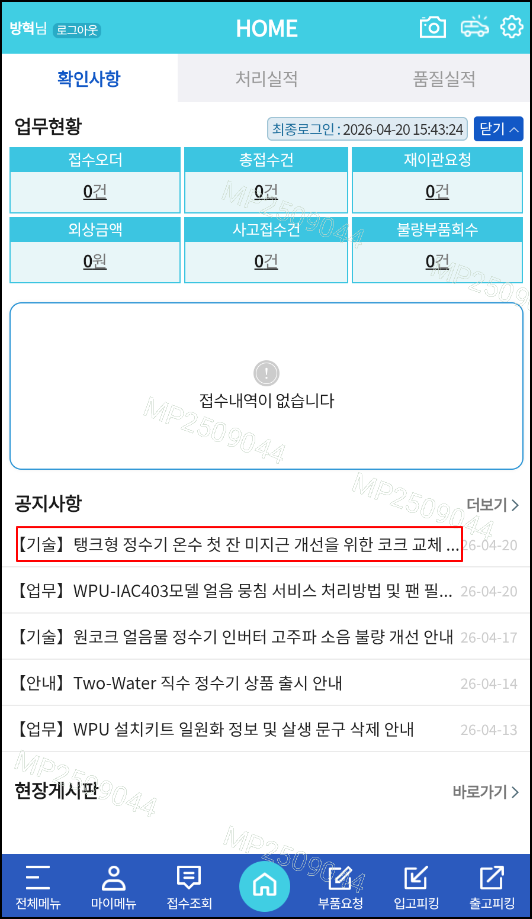 방혁님 로그아웃 HOME
확인사항 처리실적 품질실적
업무현황 최종로그인 : 2026-04-20 15:43:24 닫기
접수오더 총접수건 재이관요청
0건 0건 0건
외상금액 사고접수건 불량부품회수
0원 0건 0건
접수내역이 없습니다
공지사항 더보기
【기술】탱크형 정수기 온수 첫 잔 미지근 개선을 위한 코크 교체 ... 26-04-20
【업무】WPU-IAC403모델 얼음 뭉침 서비스 처리방법 및 팬 필... 26-04-20
【기술】원코크 얼음물 정수기 인버터 고주파 소음 불량 개선 안내 26-04-17
【안내】Two-Water 직수 정수기 상품 출시 안내 26-04-14
【업무】WPU 설치키트 일원화 정보 및 살생 문구 삭제 안내 26-04-13
현장게시판 바로가기
전체메뉴 마이메뉴 접수조회 부품요청 입고피킹 출고피킹
MP2509044
MP2509044
MP2509044
MP2509044
MP2509044
MP2509044